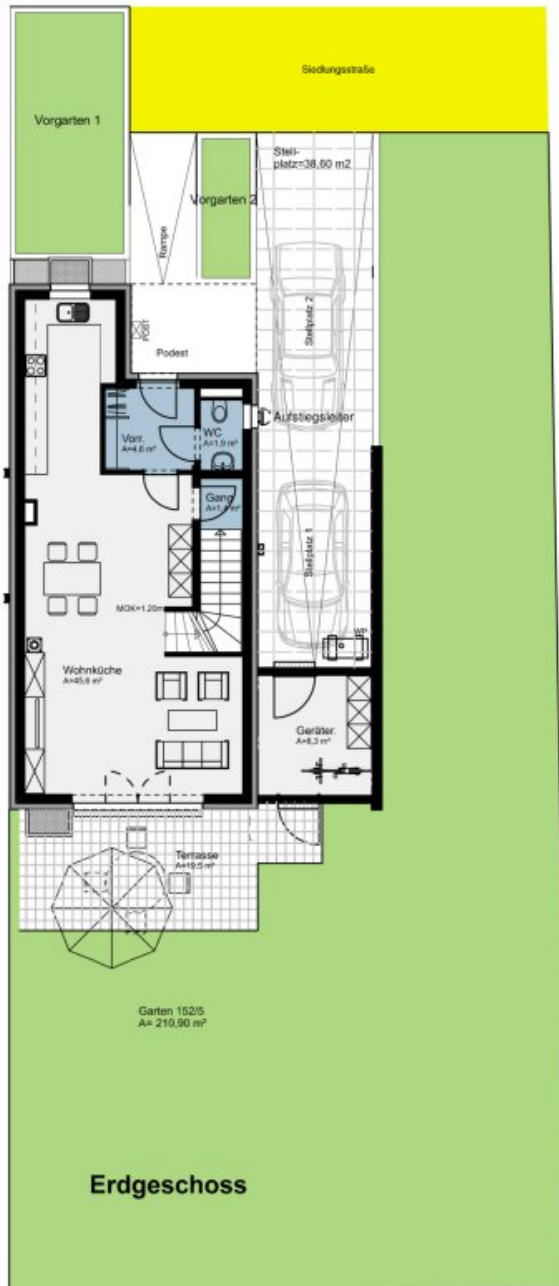 Siedlungsstraße
Vorgarten 1
Stell-
platz=38,60 m2
Vorgarten 2
Rampe
Stellplatz 2
POST
Podest
Aufstiegsleiter
WC
A=1,9 m²
Vorr.
A=4,6 m²
Gang
Stellplatz 1
MOK=1.20m
WP
Wohnküche
A=45,6 m²
Geräter.
A=8,3 m²
Terrasse
A=19,5 m²
Garten 152/5
A= 210,90 m²
Erdgeschoss